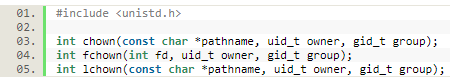 01. #include <unistd.h>
02.
03. int chown(const char *pathname, uid_t owner, gid_t group);
04. int fchown(int fd, uid_t owner, gid_t group);
05. int lchown(const char *pathname, uid_t owner, gid_t group);